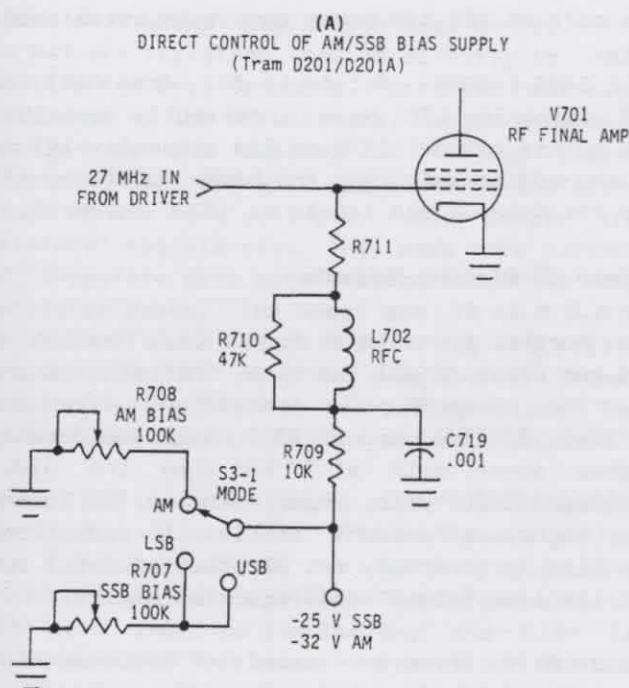 (A)
DIRECT CONTROL OF AM/SSB BIAS SUPPLY
(Tram D201/D201A)
V701
RF FINAL AMP
27 MHz IN
FROM DRIVER
R711
R710
47K
L702
RFC
R708
AM BIAS
100K
R709
10K
C719
.001
S3-1
MODE
AM
LSB
USB
R707
SSB BIAS
100K
-25 V SSB
-32 V AM